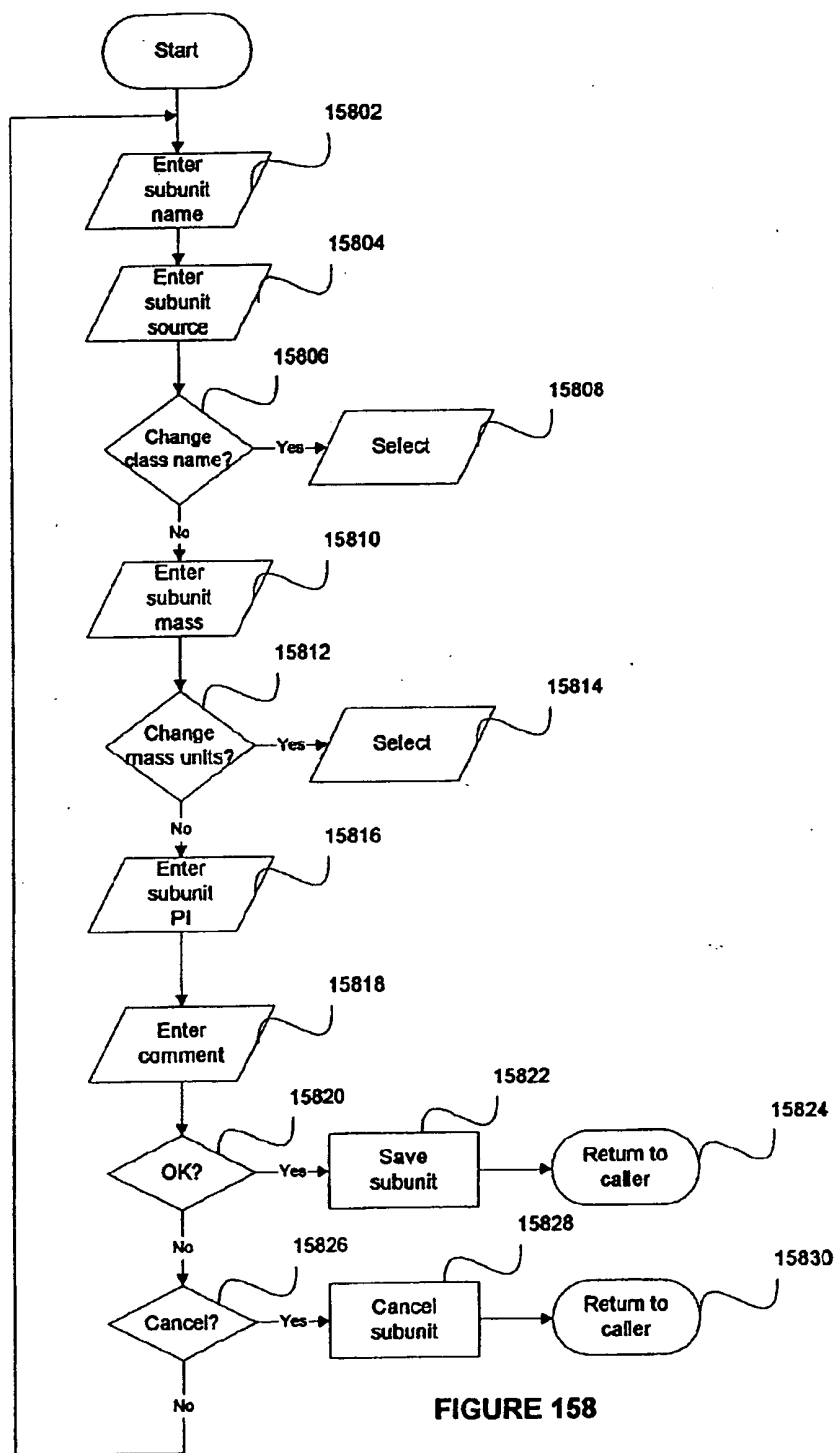 Start
15802
Enter
subunit
name
15804
Enter
subunit
source
15806
Change
class name?
Yes
15808
Select
No
15810
Enter
subunit
mass
15812
Change
mass units?
Yes
15814
Select
No
15816
Enter
subunit
PI
15818
Enter
comment
15820
OK?
Yes
15822
Save
subunit
15824
Return to
caller
No
15826
Cancel?
Yes
15828
Cancel
subunit
15830
Return to
caller
No
FIGURE 158